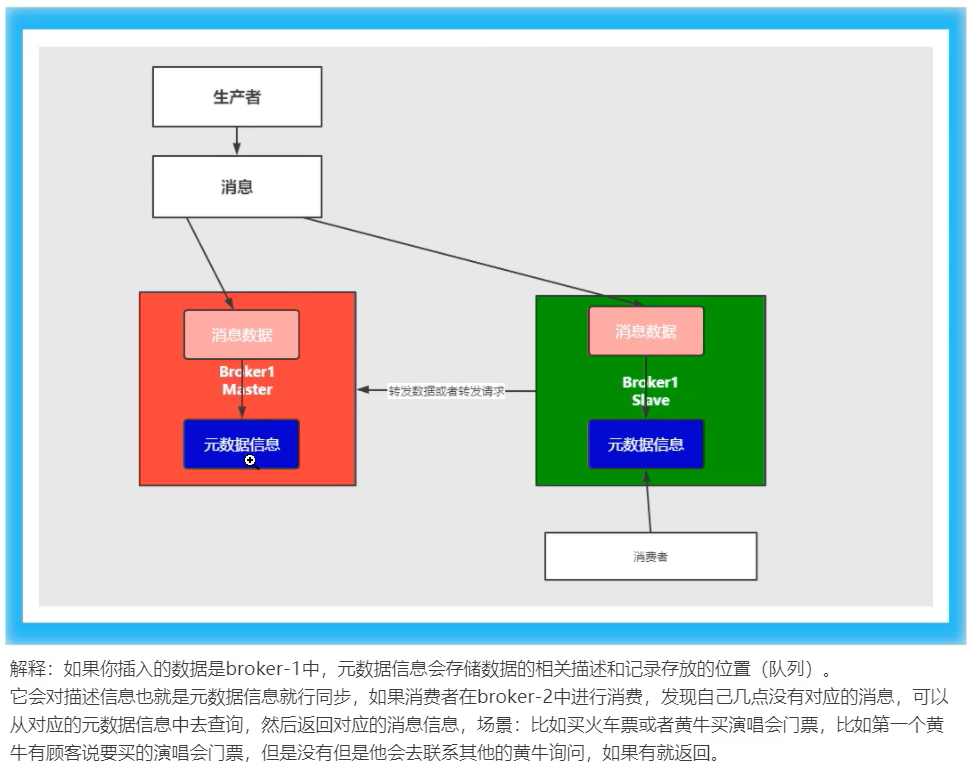 生产者
消息
消息数据
Broker1
Master
元数据信息
转发数据或者转发请求
消息数据
Broker1
Slave
元数据信息
消费者
解释：如果你插入的数据是broker-1中，元数据信息会存储数据的相关描述和记录存放的位置（队列）。
它会对描述信息也就是元数据信息就行同步，如果消费者在broker-2中进行消费，发现自己几点没有对应的消息，可以
从对应的元数据信息中去查询，然后返回对应的消息信息，场景：比如买火车票或者黄牛买演唱会门票，比如第一个黄
牛有顾客说要买的演唱会门票，但是没有但是他会去联系其他的黄牛询问，如果有就返回。